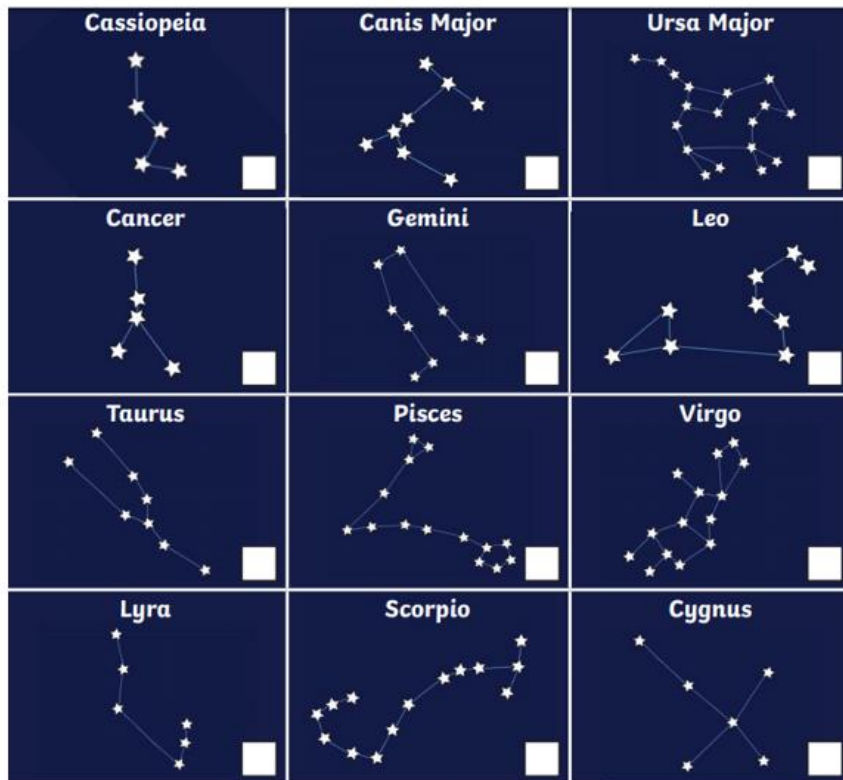 Cassiopeia
Canis Major
Ursa Major
Cancer
Gemini
Leo
Taurus
Pisces
Virgo
Lyra
Scorpio
Cygnus